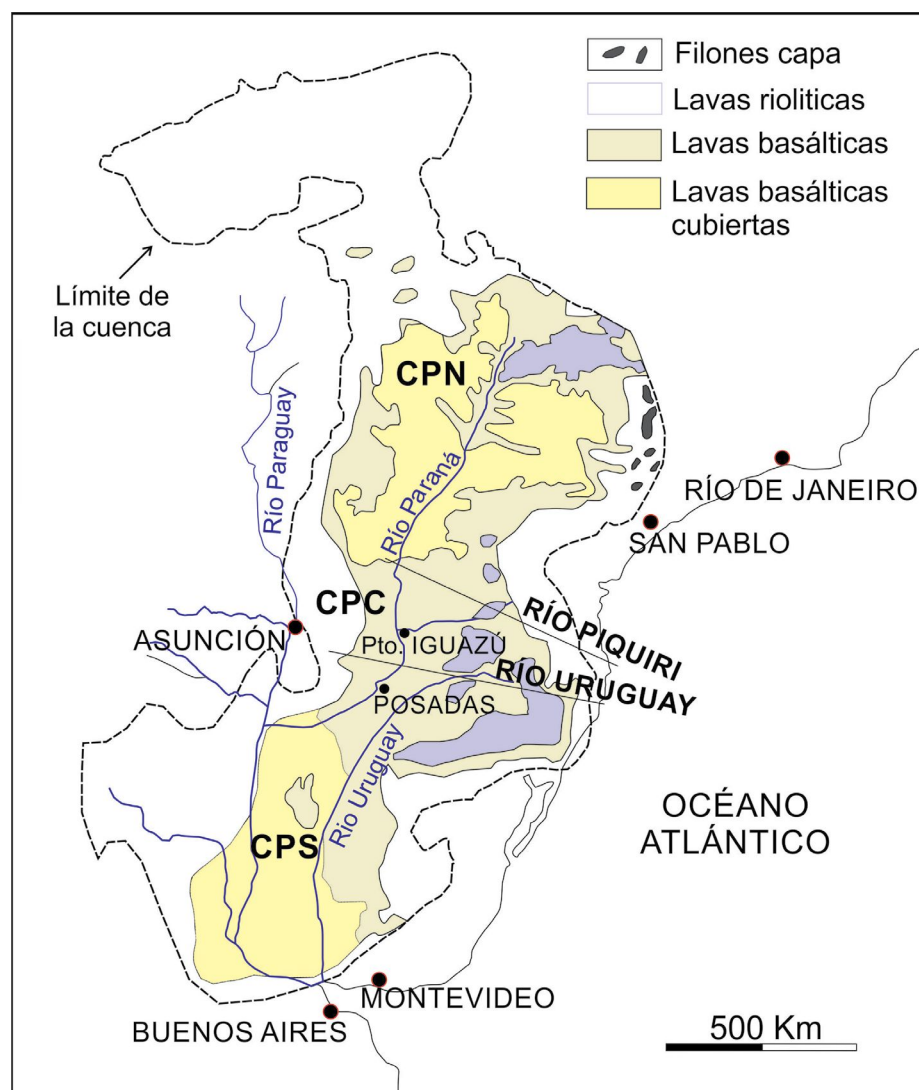 Filones capa
Lavas rioliticas
Lavas basálticas
Lavas basálticas
cubiertas
Límite de
la cuenca
CPN
Río Paraguay
Río Paraná
RÍO DE JANEIRO
SAN PABLO
CPC
RÍO PIQUIRI
ASUNCIÓN
Pto. IGUAZÚ
RÍO URUGUAY
POSADAS
Rio Uruguay
OCÉANO
ATLÁNTICO
CPS
MONTEVIDEO
BUENOS AIRES
500 Km